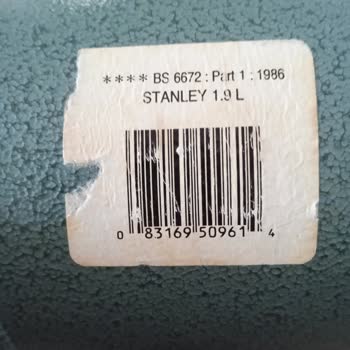 **** BS 6672 : Part 1 : 1986
STANLEY 1.9 L
0 83169 50961 4